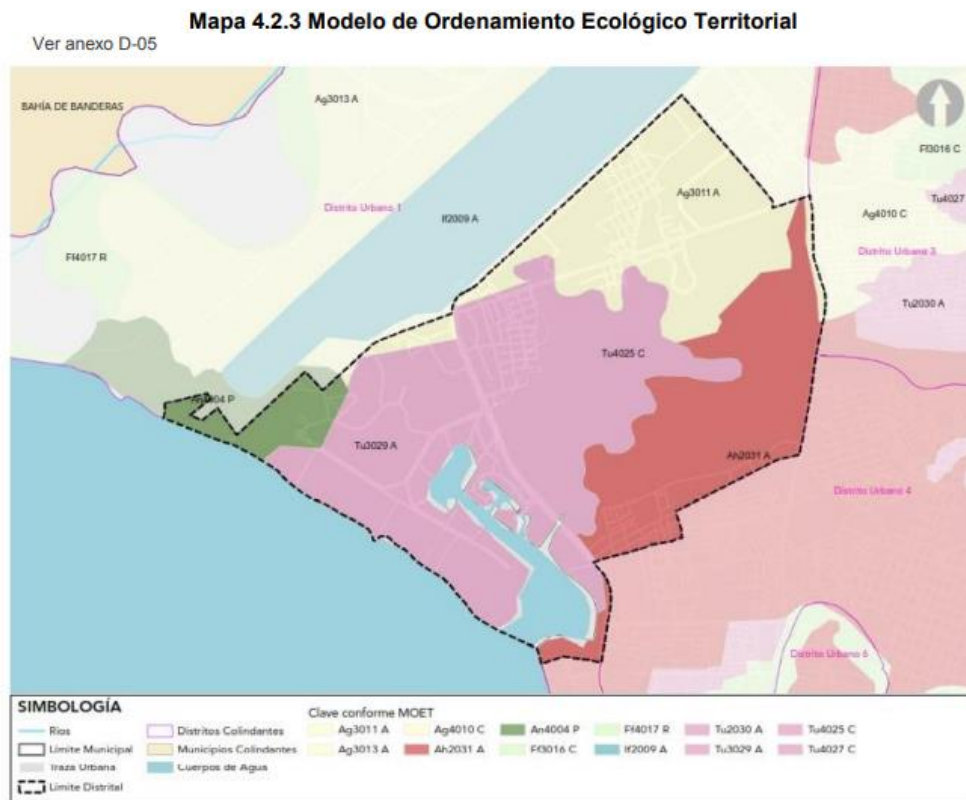 Mapa 4.2.3 Modelo de Ordenamiento Ecológico Territorial
Ver anexo D-05
BAHÍA DE BANDERAS
Ag3013 A
Ff3016 C
Ag3011 A
Tu4027
Distrito Urbano 1
If2009 A
Ag4010 C
Distrito Urbano 3
Ff4017 R
Tu2030 A
Tu4025 C
An4004 P
Tu3029 A
Ah2031 A
Distrito Urbano 4
Distrito Urbano 6
SIMBOLOGÍA
Ríos
Límite Municipal
Traza Urbana
Límite Distrital
Distritos Colindantes
Municipios Colindantes
Cuerpos de Agua
Clave conforme MOET
Ag3011 A
Ag4010 C
An4004 P
Ff4017 R
Tu2030 A
Tu4025 C
Ag3013 A
Ah2031 A
Ff3016 C
If2009 A
Tu3029 A
Tu4027 C